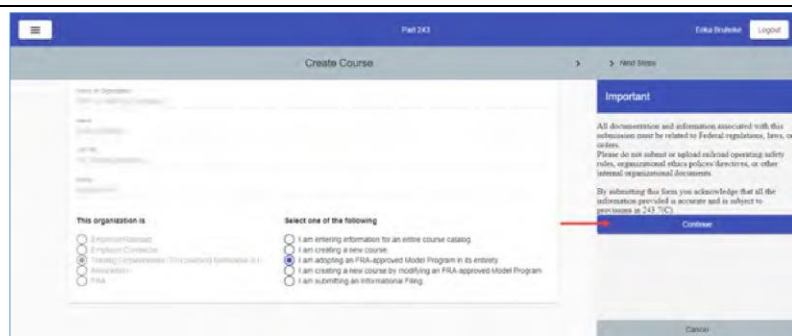 Part 243
Logout
Create Course
Next Steps
Important
All documentation and information associated with this
submission must be related to Federal regulations, laws, or
orders.
Please do not submit or upload railroad operating safety
rules, organizational ethics polices directives, or other
internal organizational documents.
By submitting this form you acknowledge that all the
information provided is accurate and is subject to
provisions in 243.7(C)
Continue
This organization is
Select one of the following
Employer/Railroad
Employer/Contractor
Association
FRA
I am entering information for an entire course catalog.
I am creating a new course.
I am adopting an FRA-approved Model Program in its entirety
I am creating a new course by modifying an FRA-approved Model Program
I am submitting an Informational Filing.
Cancel